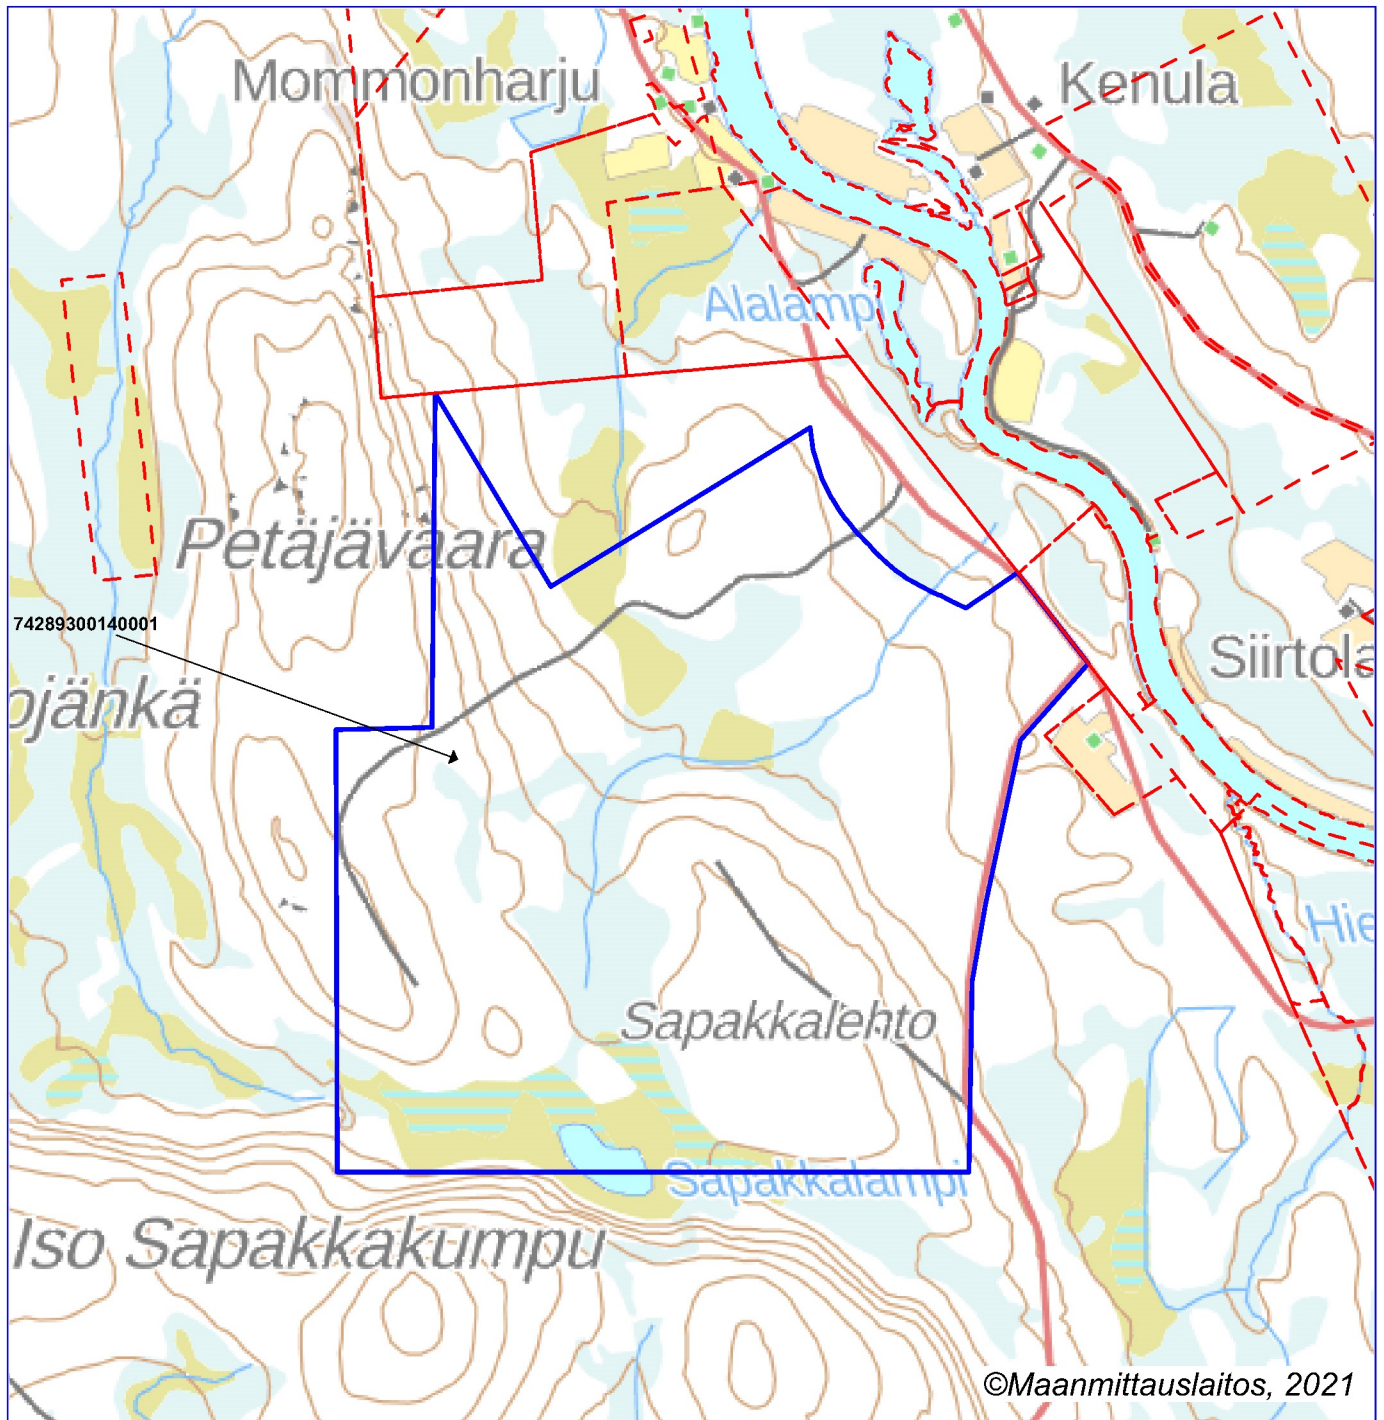 Mommonharju
Kenula
Alalampi
Petäjävaara
74289300140001
Siirtola
ojänkä
Hie
Sapakkalehto
Sapakkalampi
Iso Sapakkakumpu
©Maanmittauslaitos, 2021